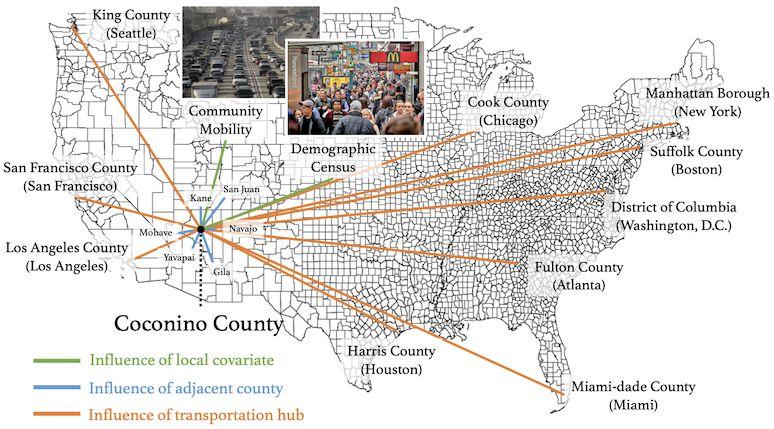 King County
(Seattle)
Community
Mobility
Demographic
Census
Cook County
(Chicago)
Manhattan Borough
(New York)
Suffolk County
(Boston)
San Francisco County
(San Francisco)
Kane
San Juan
Mohave
Navajo
Yavapai
Gila
District of Columbia
(Washington, D.C.)
Los Angeles County
(Los Angeles)
Fulton County
(Atlanta)
Coconino County
Harris County
(Houston)
Miami-dade County
(Miami)
Influence of local covariate
Influence of adjacent county
Influence of transportation hub